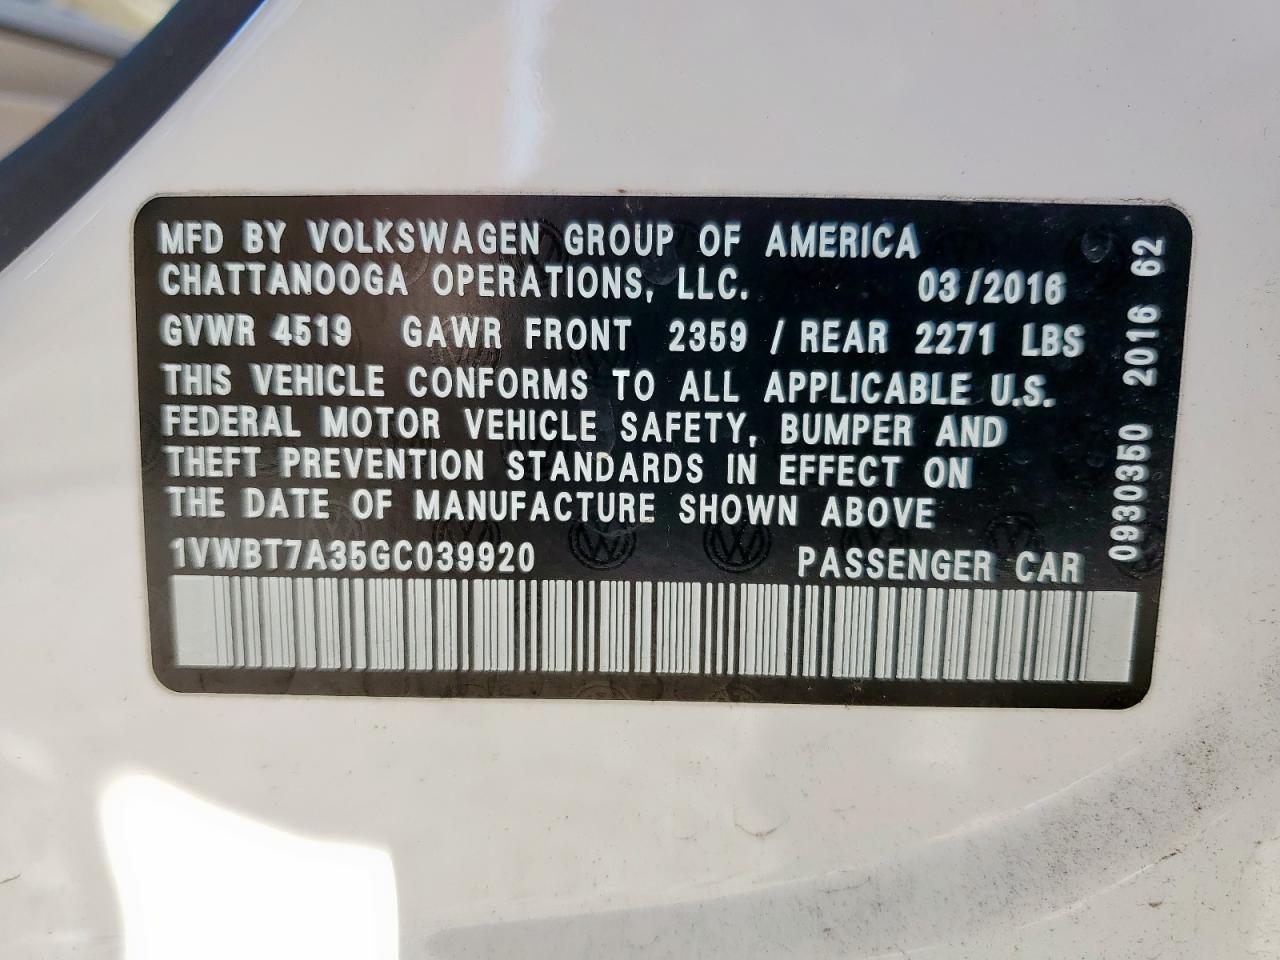 MFD BY VOLKSWAGEN GROUP OF AMERICA
CHATTANOOGA OPERATIONS, LLC. 03/2016
GVWR 4519 GAWR FRONT 2359 / REAR 2271 LBS
THIS VEHICLE CONFORMS TO ALL APPLICABLE U.S.
FEDERAL MOTOR VEHICLE SAFETY, BUMPER AND
THEFT PREVENTION STANDARDS IN EFFECT ON
THE DATE OF MANUFACTURE SHOWN ABOVE
1VWBT7A35GC039920 PASSENGER CAR
0930350 2016 62